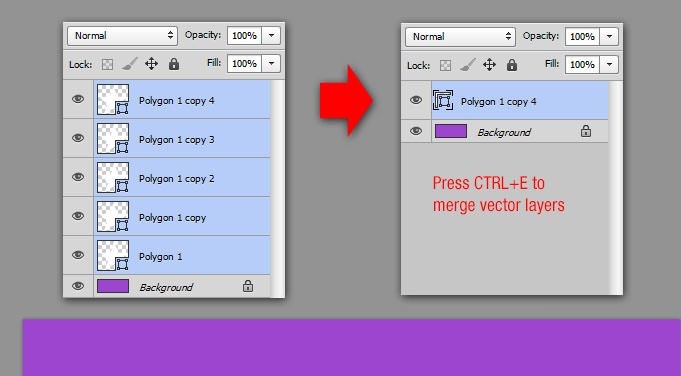 Normal Opacity: 100%
Lock: Fill: 100%
Polygon 1 copy 4
Polygon 1 copy 3
Polygon 1 copy 2
Polygon 1 copy
Polygon 1
Background
Normal Opacity: 100%
Lock: Fill: 100%
Polygon 1 copy 4
Background
Press CTRL+E to
merge vector layers